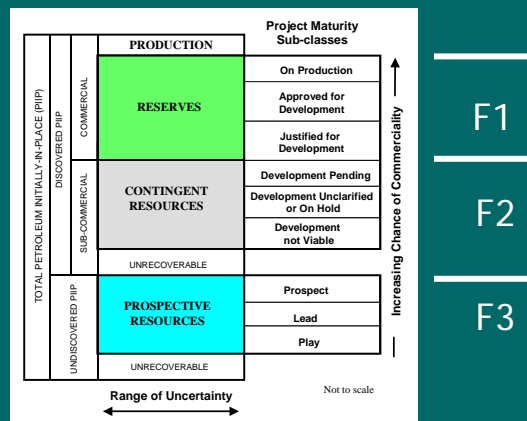 Project Maturity
Sub-classes
PRODUCTION
TOTAL PETROLEUM INITIALLY-IN-PLACE (PIIP)
DISCOVERED PIIP
COMMERCIAL
RESERVES
On Production
Approved for
Development
Justified for
Development
SUB-COMMERCIAL
CONTINGENT
RESOURCES
Development Pending
Development Unclarified
or On Hold
Development
not Viable
UNRECOVERABLE
UNDISCOVERED PIIP
PROSPECTIVE
RESOURCES
Prospect
Lead
Play
UNRECOVERABLE
Increasing Chance of Commerciality
Range of Uncertainty
Not to scale
F1
F2
F3